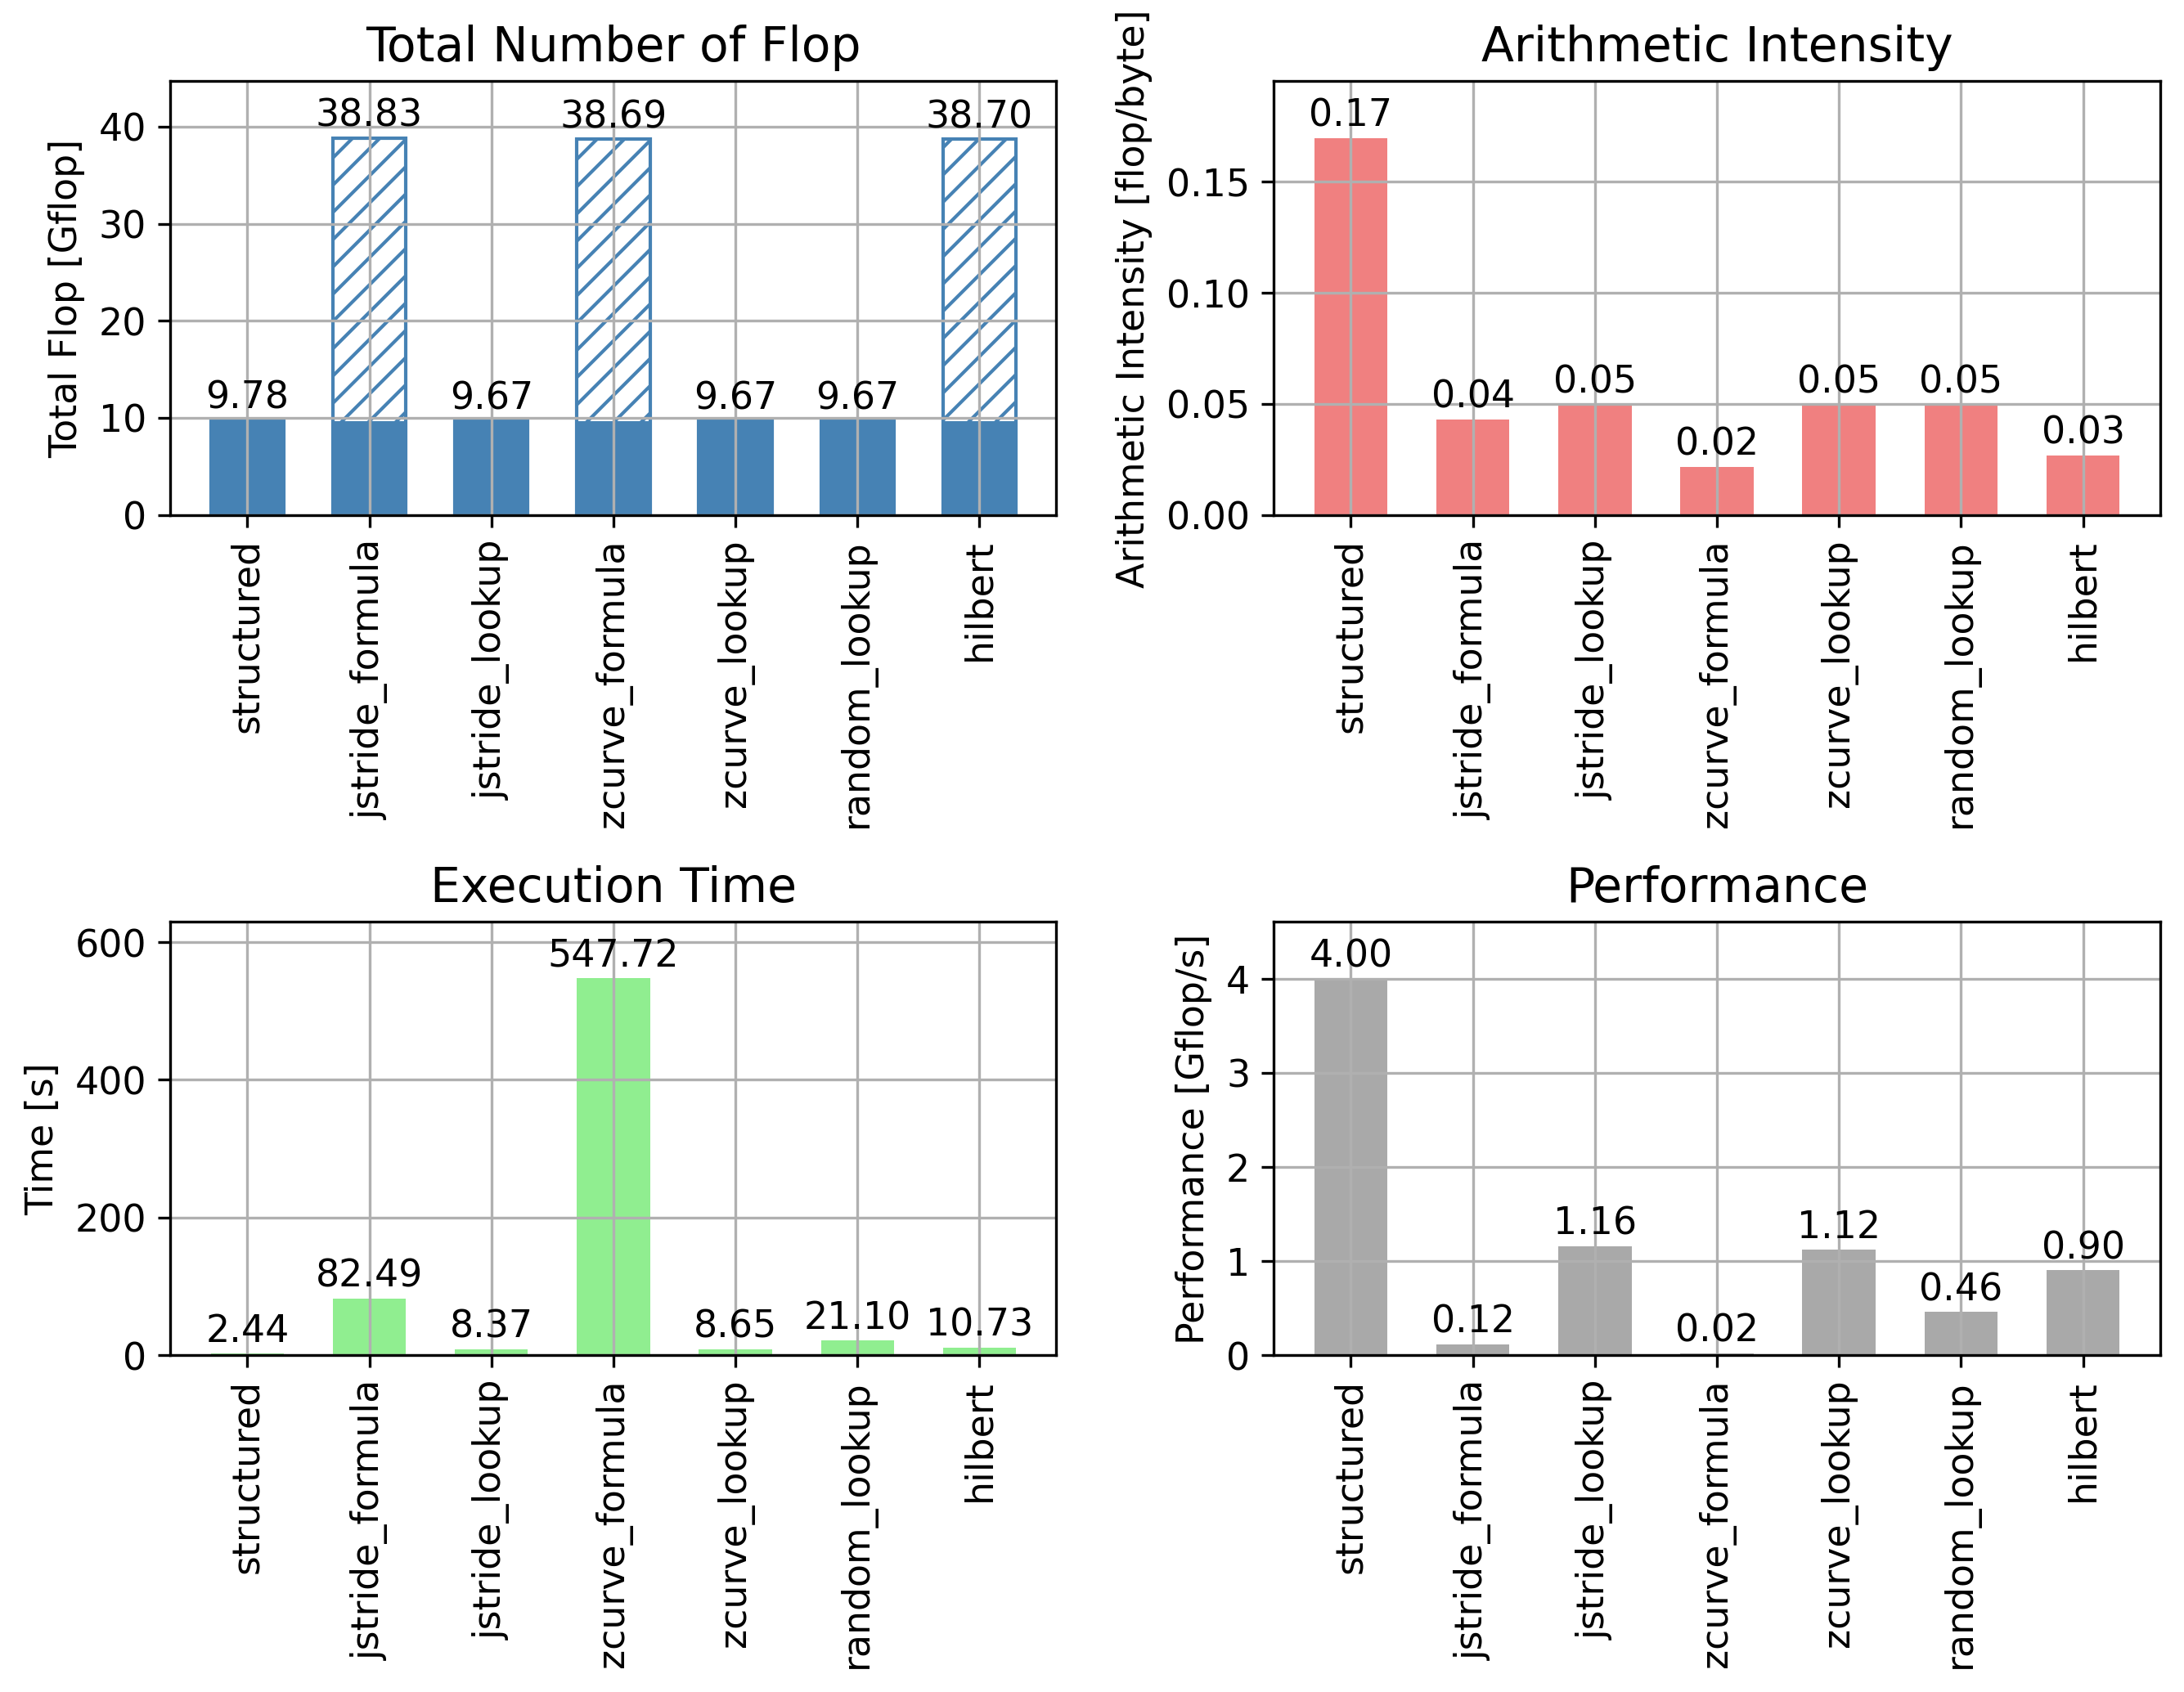 Total Number of Flop
Total Flop [Gflop]
40
30
20
10
0
9.78
38.83
9.67
38.69
9.67
9.67
38.70
structured
jstride_formula
jstride_lookup
zcurve_formula
zcurve_lookup
random_lookup
hilbert
Arithmetic Intensity
Arithmetic Intensity [flop/byte]
0.15
0.10
0.05
0.00
0.17
0.04
0.05
0.02
0.05
0.05
0.03
structured
jstride_formula
jstride_lookup
zcurve_formula
zcurve_lookup
random_lookup
hilbert
Execution Time
Time [s]
600
400
200
0
2.44
82.49
8.37
547.72
8.65
21.10
10.73
structured
jstride_formula
jstride_lookup
zcurve_formula
zcurve_lookup
random_lookup
hilbert
Performance
Performance [Gflop/s]
4
3
2
1
0
4.00
0.12
1.16
0.02
1.12
0.46
0.90
structured
jstride_formula
jstride_lookup
zcurve_formula
zcurve_lookup
random_lookup
hilbert